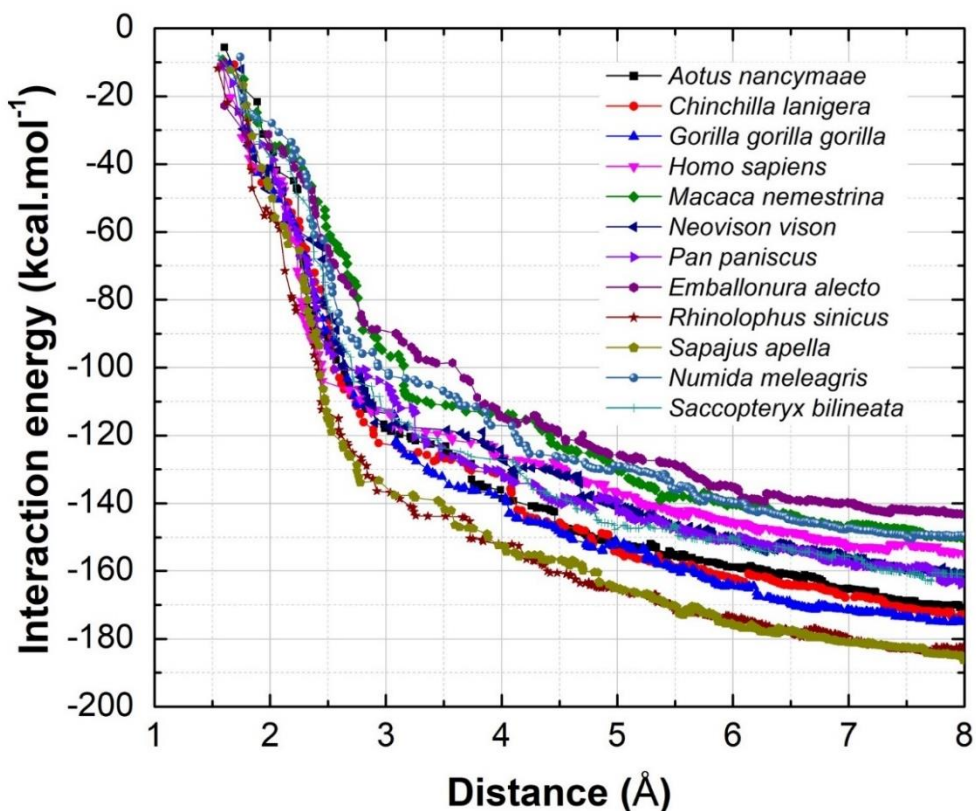 Interaction energy (kcal.mol⁻¹)
0
-20
-40
-60
-80
-100
-120
-140
-160
-180
-200
Aotus nancymaae
Chinchilla lanigera
Gorilla gorilla gorilla
Homo sapiens
Macaca nemestrina
Neovison vison
Pan paniscus
Emballonura alecto
Rhinolophus sinicus
Sapajus apella
Numida meleagris
Saccopteryx bilineata
1 2 3 4 5 6 7 8
Distance (Å)